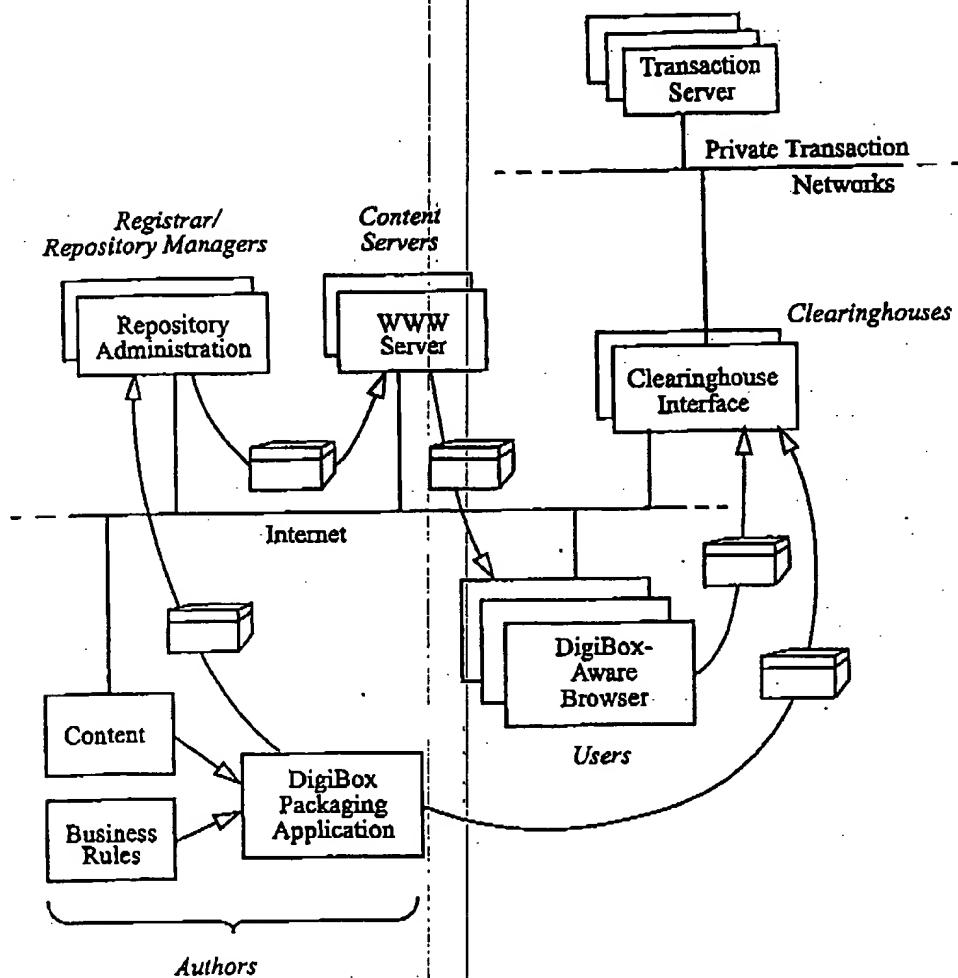 Transaction
Server
Private Transaction
Networks
Registrar/
Repository Managers
Content
Servers
Repository
Administration
WWW
Server
Clearinghouses
Clearinghouse
Interface
Internet
DigiBox-
Aware
Browser
Users
Content
Business
Rules
DigiBox
Packaging
Application
Authors